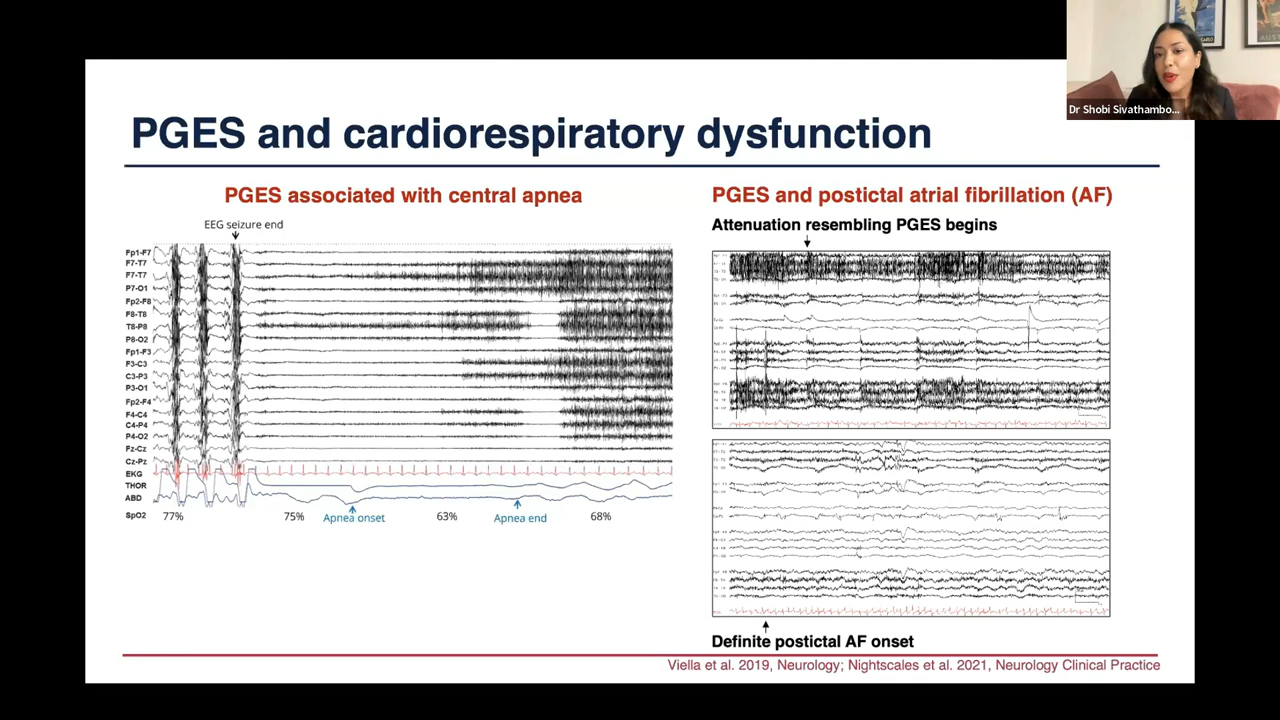 Dr Shobi Sivathambo...
PGES and cardiorespiratory dysfunction
PGES associated with central apnea
EEG seizure end
Fp1-F7
F7-T7
F7-T7
P7-O1
Fp2-F8
F8-T8
T8-P8
P8-O2
Fp1-F3
F3-C3
C3-P3
P3-O1
Fp2-F4
F4-C4
C4-P4
P4-O2
Fz-Cz
Cz-Pz
EKG
THOR
ABD
SpO2 77% 75% 63% 68%
Apnea onset
Apnea end
PGES and postictal atrial fibrillation (AF)
Attenuation resembling PGES begins
Definite postictal AF onset
Viella et al. 2019, Neurology; Nightscales et al. 2021, Neurology Clinical Practice